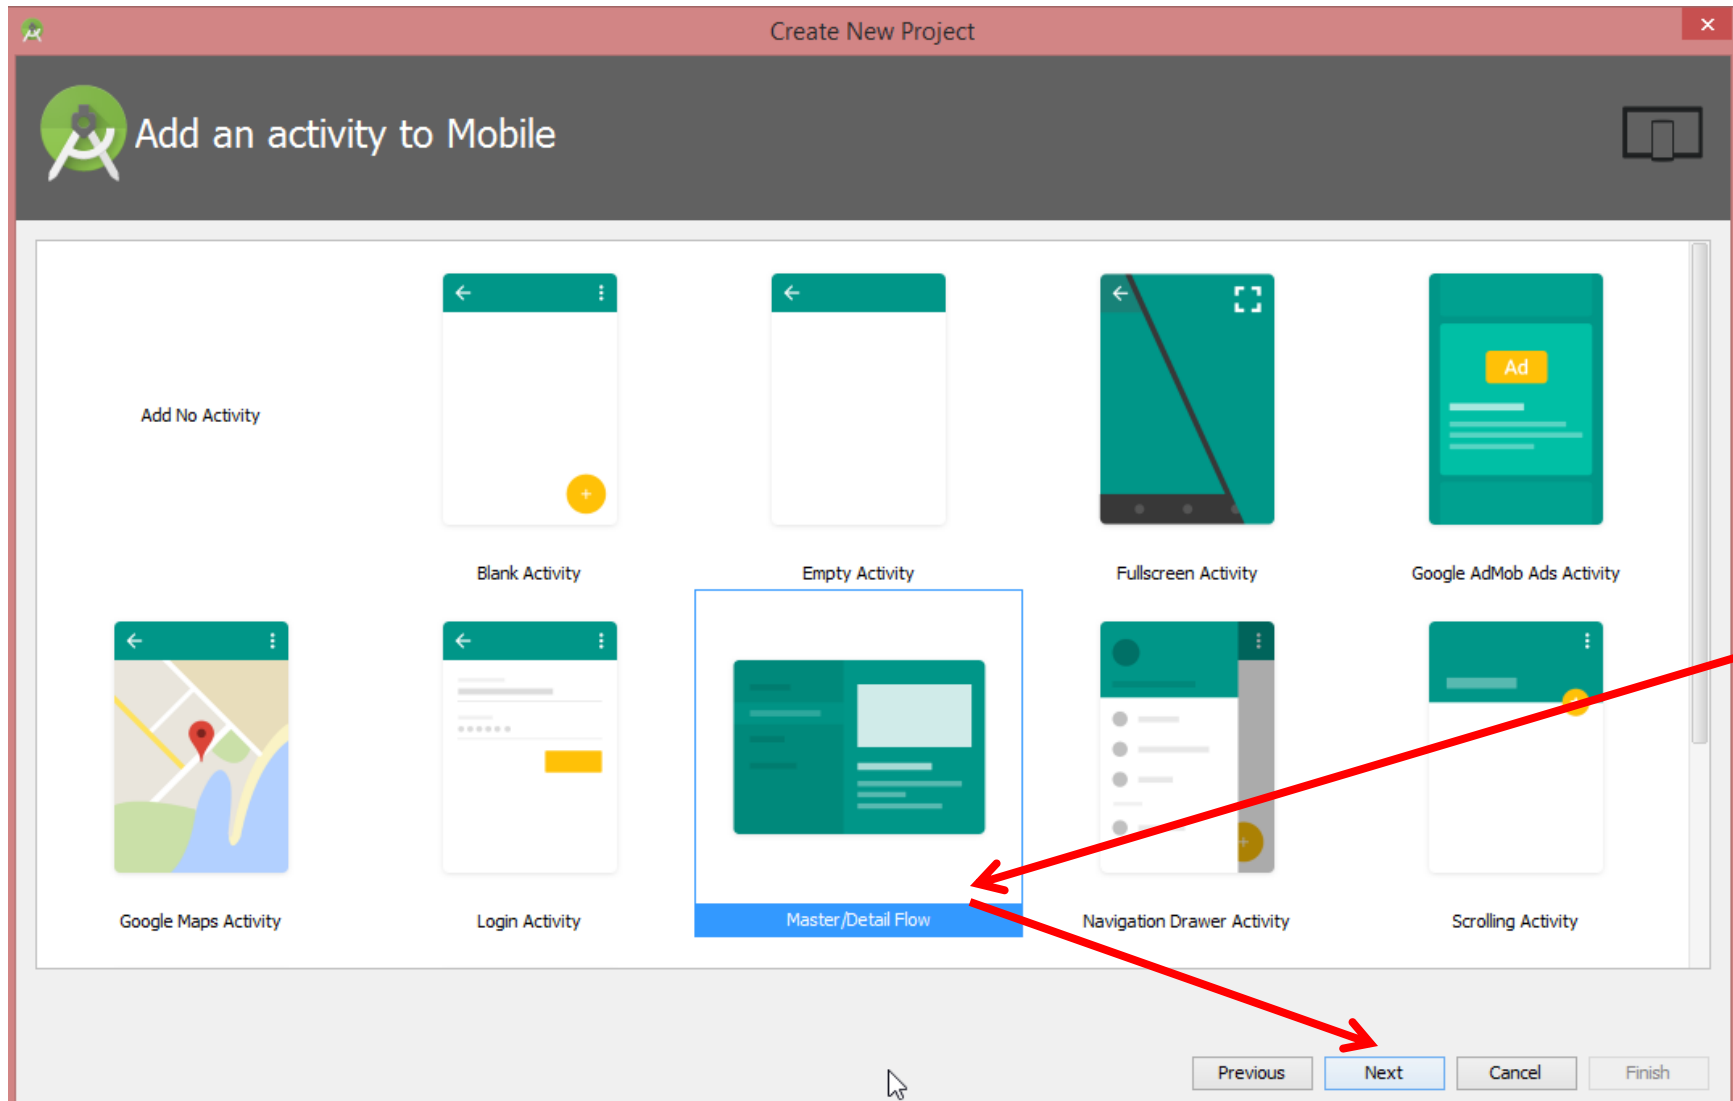 Create New Project
Add an activity to Mobile
Ad
Add No Activity
Blank Activity
Empty Activity
Fullscreen Activity
Google AdMob Ads Activity
Google Maps Activity
Login Activity
Master/Detail Flow
Navigation Drawer Activity
Scrolling Activity
Previous
Next
Cancel
Finish